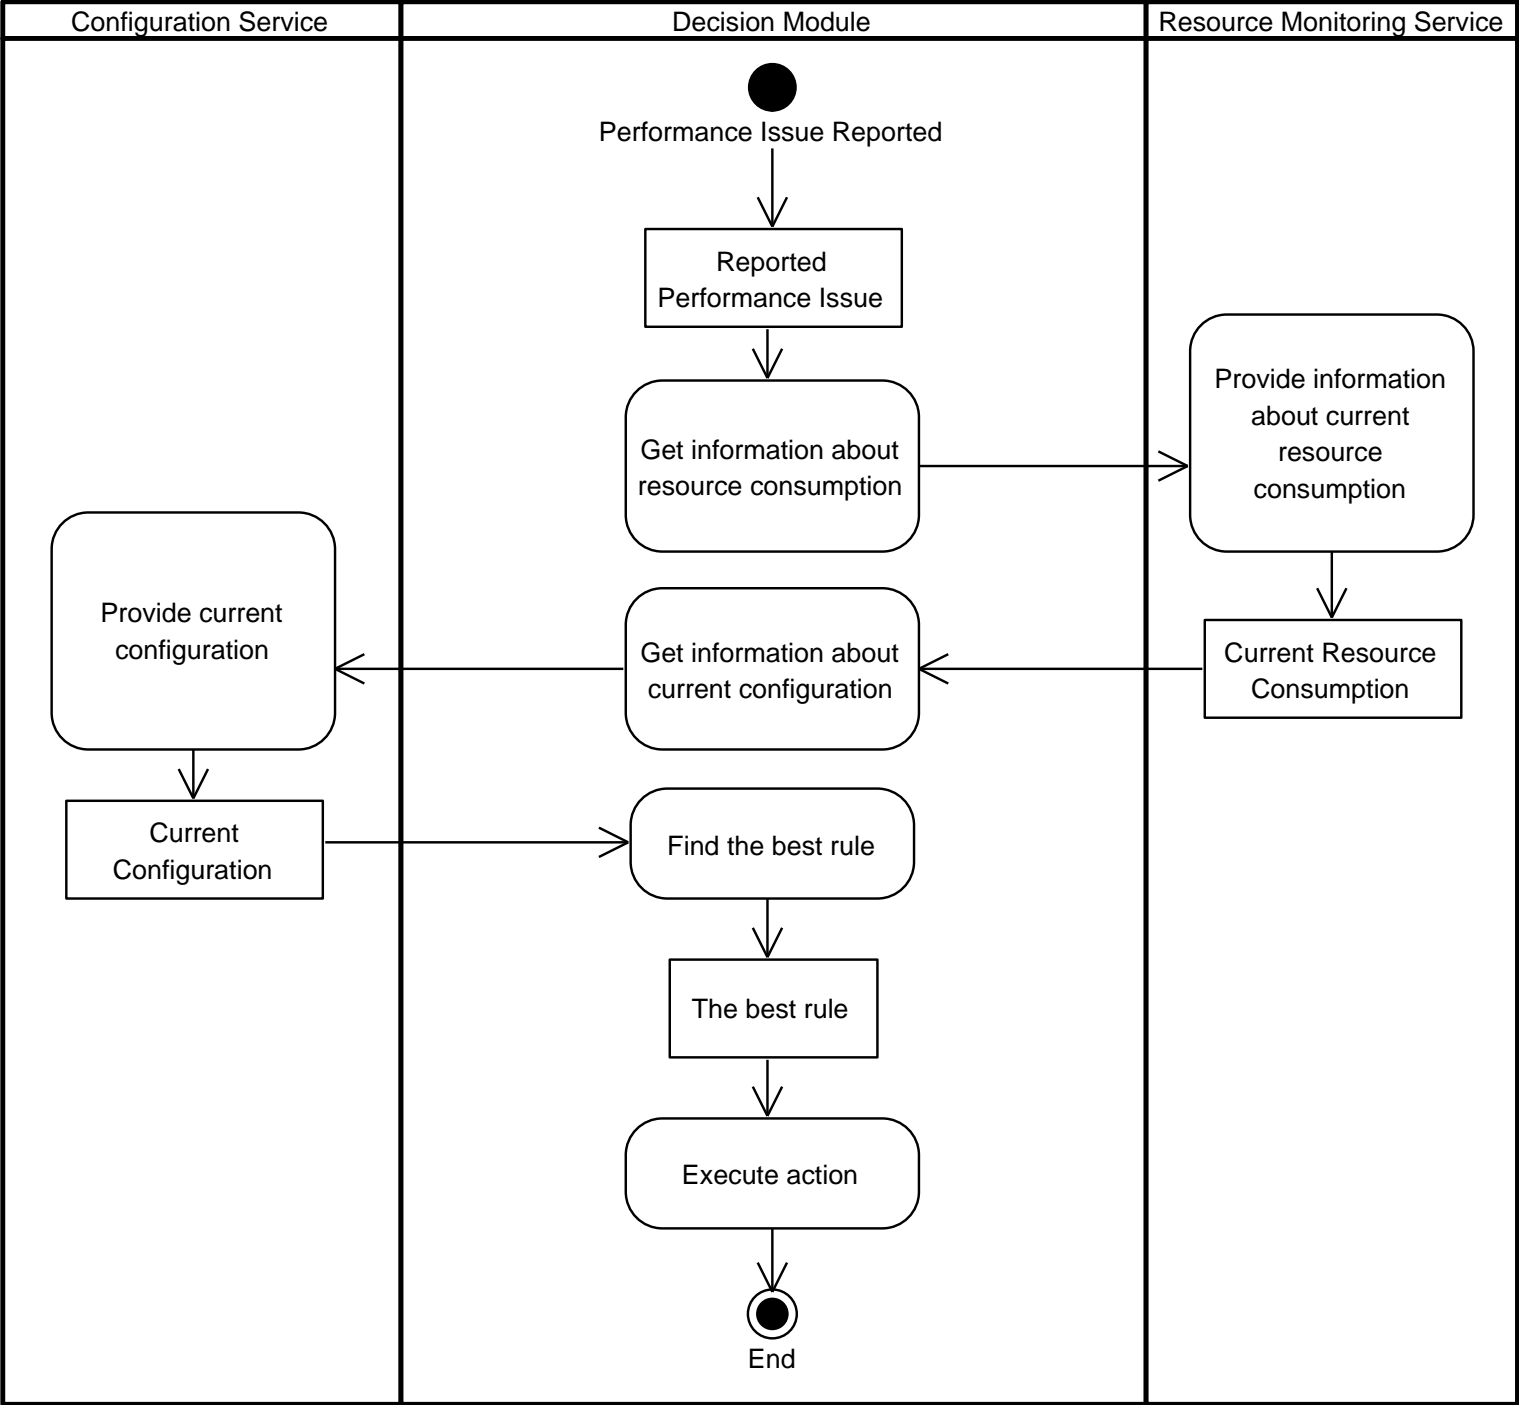 Configuration Service
Decision Module
Resource Monitoring Service
Performance Issue Reported
Reported
Performance Issue
Get information about
resource consumption
Provide information
about current
resource
consumption
Current Resource
Consumption
Get information about
current configuration
Provide current
configuration
Current
Configuration
Find the best rule
The best rule
Execute action
End